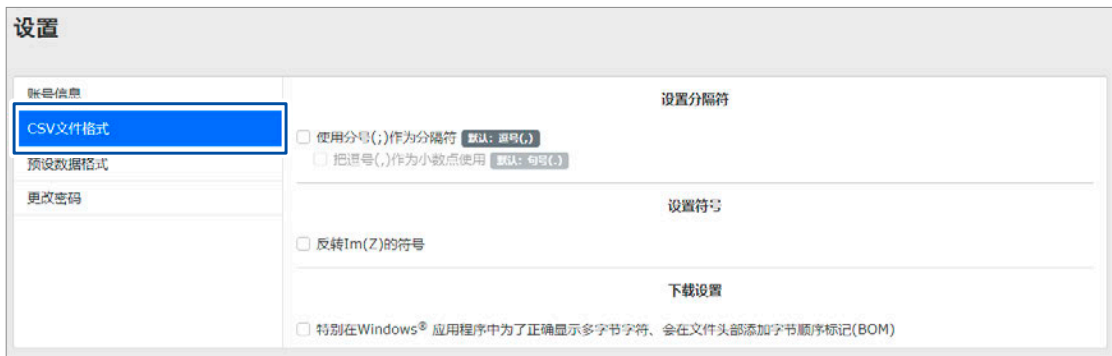 设置
账号信息
CSV文件格式
预设数据格式
更改密码
设置分隔符
使用分号(;)作为分隔符 默认: 逗号(,)
把逗号(,)作为小数点使用 默认: 句号(.)
设置符号
反转Im(Z)的符号
下载设置
特别在Windows® 应用程序中为了正确显示多字节字符、会在文件头部添加字节顺序标记(BOM)